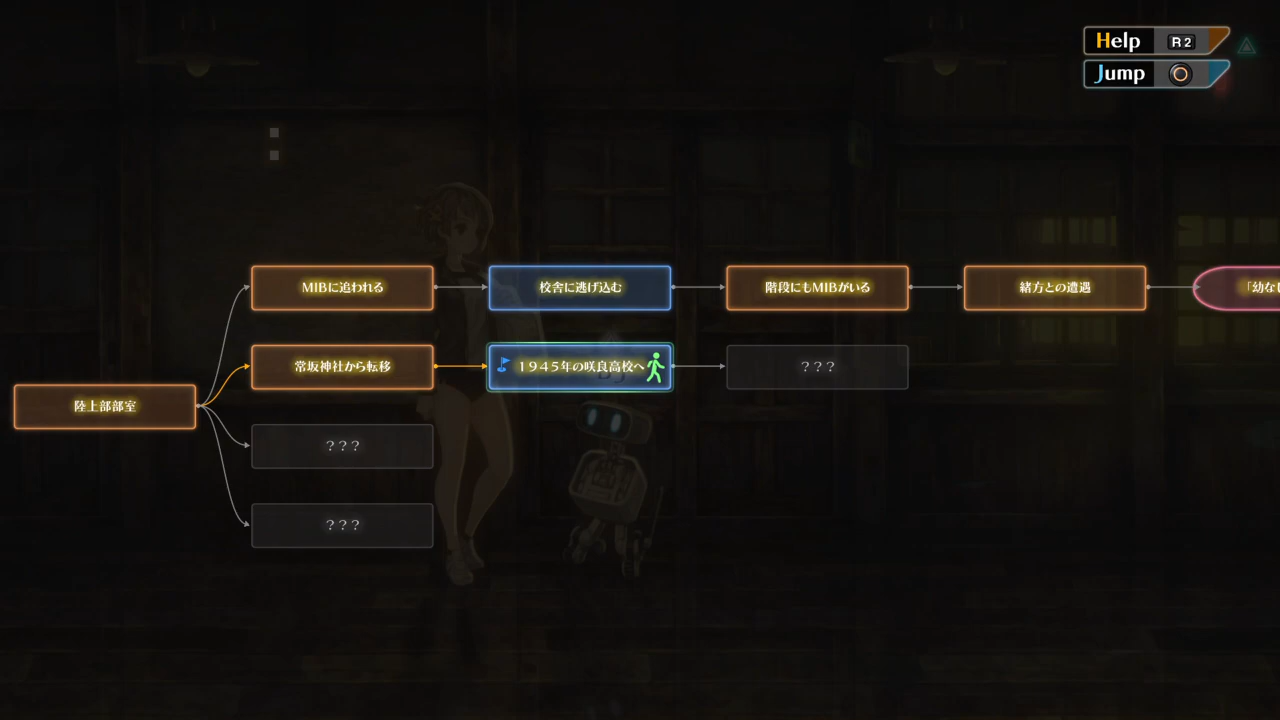 Help R2
Jump
MIBに追われる
校舎に逃げ込む
階段にもMIBがいる
緒方との遭遇
「幼な
常坂神社から転移
1945年の咲良高校へ
???
陸上部部室
???
???